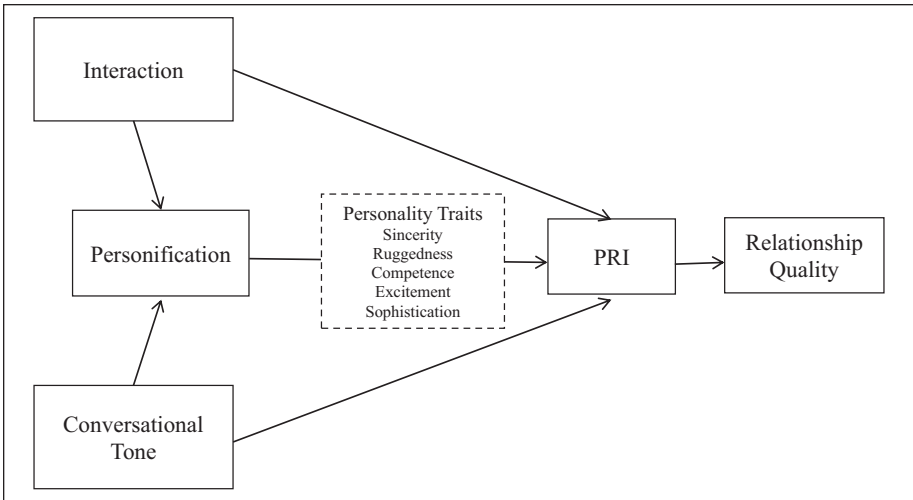 Interaction
Personification
Conversational
Tone
Personality Traits
Sincerity
Ruggedness
Competence
Excitement
Sophistication
PRI
Relationship
Quality